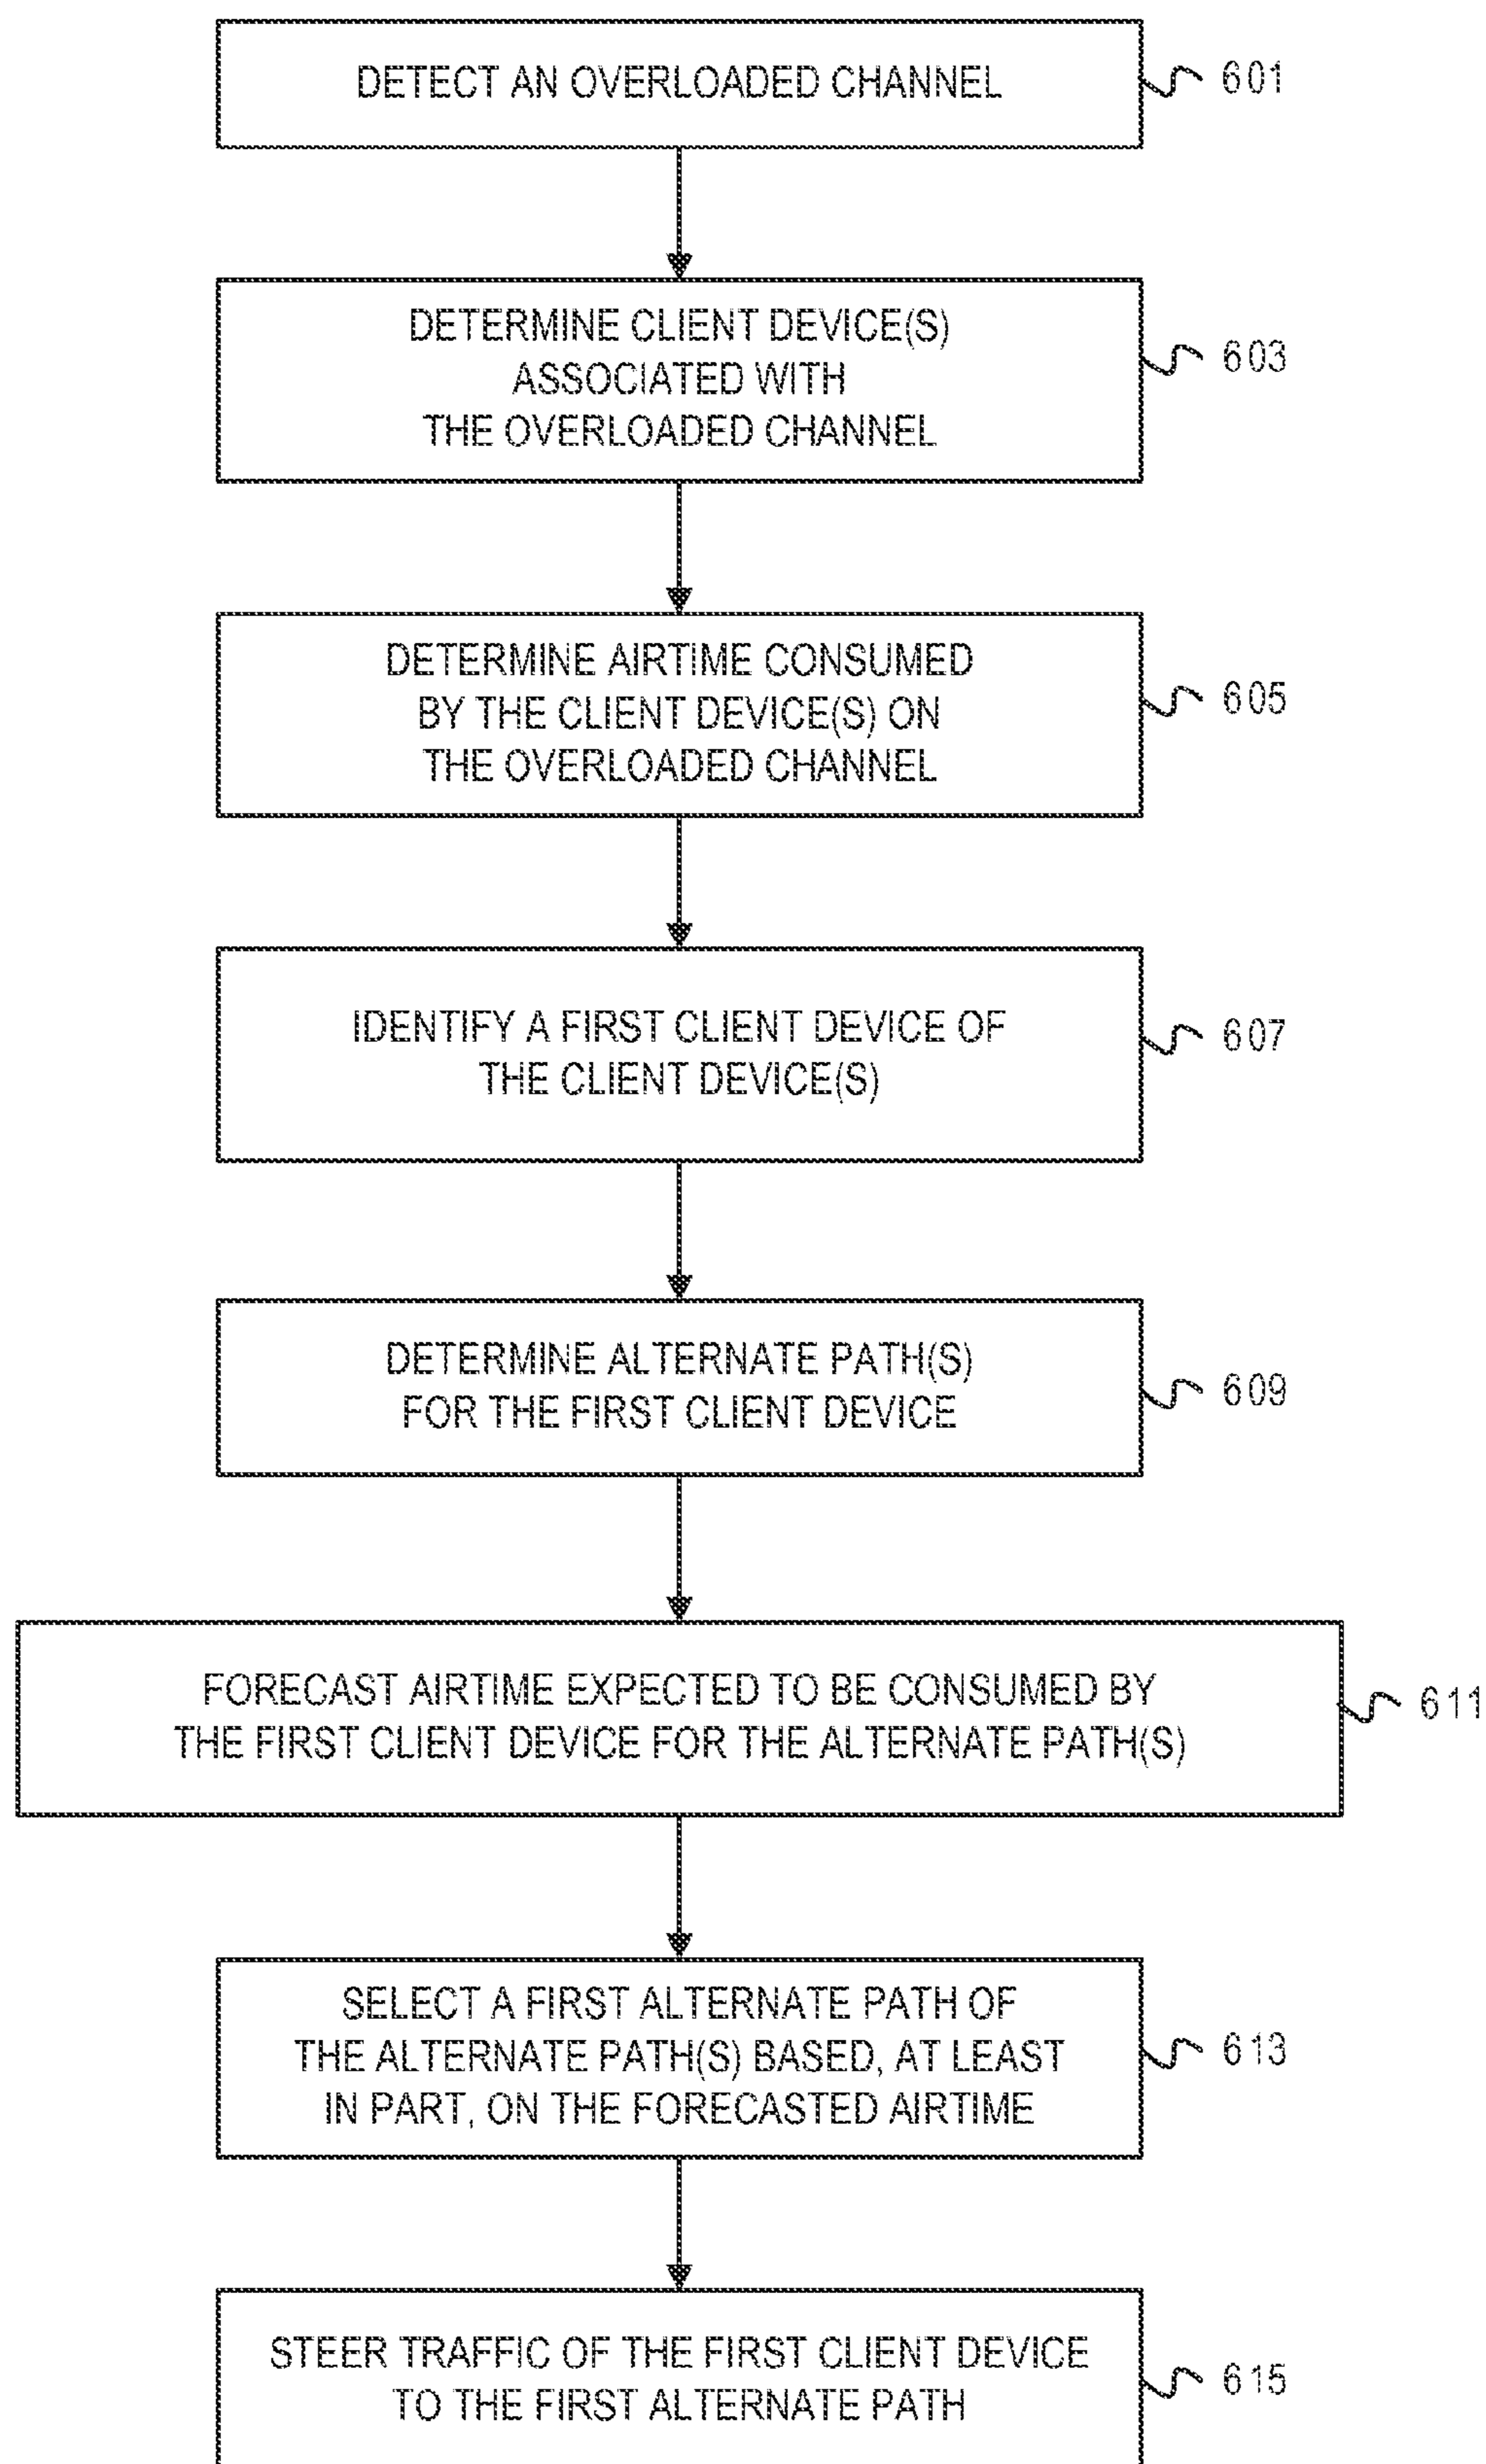 DETECT AN OVERLOADED CHANNEL
601
DETERMINE CLIENT DEVICE(S)
ASSOCIATED WITH
THE OVERLOADED CHANNEL
603
DETERMINE AIRTIME CONSUMED
BY THE CLIENT DEVICE(S) ON
THE OVERLOADED CHANNEL
605
IDENTIFY A FIRST CLIENT DEVICE OF
THE CLIENT DEVICE(S)
607
DETERMINE ALTERNATE PATH(S)
FOR THE FIRST CLIENT DEVICE
609
FORECAST AIRTIME EXPECTED TO BE CONSUMED BY
THE FIRST CLIENT DEVICE FOR THE ALTERNATE PATH(S)
611
SELECT A FIRST ALTERNATE PATH OF
THE ALTERNATE PATH(S) BASED, AT LEAST
IN PART, ON THE FORECASTED AIRTIME
613
STEER TRAFFIC OF THE FIRST CLIENT DEVICE
TO THE FIRST ALTERNATE PATH
615